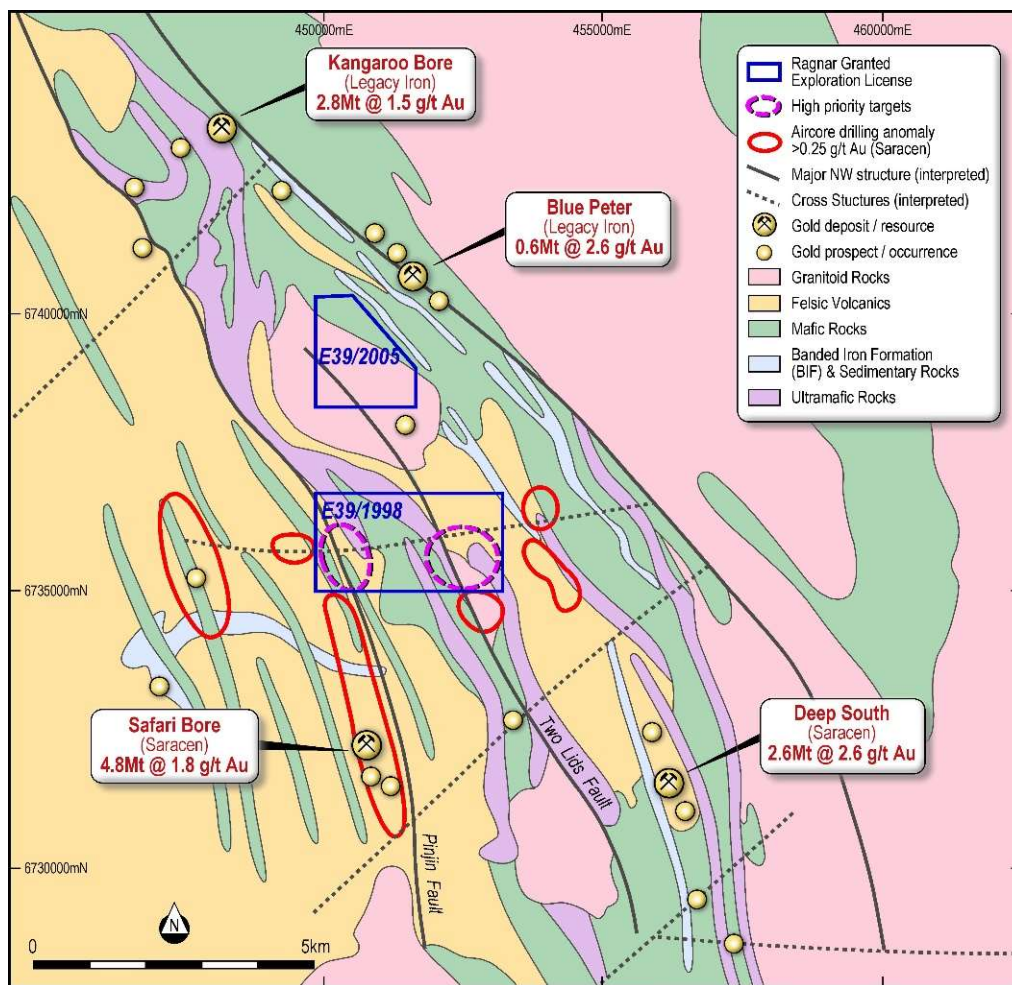 450000mE
455000mE
460000mE
Kangaroo Bore
(Legacy Iron)
2.8Mt @ 1.5 g/t Au
Ragnar Granted
Exploration License
High priority targets
Aircore drilling anomaly
>0.25 g/t Au (Saracen)
Major NW structure (interpreted)
Cross Stuctures (interpreted)
Gold deposit / resource
Gold prospect / occurrence
Granitoid Rocks
Felsic Volcanics
Mafic Rocks
Banded Iron Formation
(BIF) & Sedimentary Rocks
Ultramafic Rocks
Blue Peter
(Legacy Iron)
0.6Mt @ 2.6 g/t Au
6740000mN
E39/2005
E39/1998
6735000mN
Safari Bore
(Saracen)
4.8Mt @ 1.8 g/t Au
Deep South
(Saracen)
2.6Mt @ 2.6 g/t Au
Two Lids Fault
Pinjin Fault
6730000mN
N
0
5km